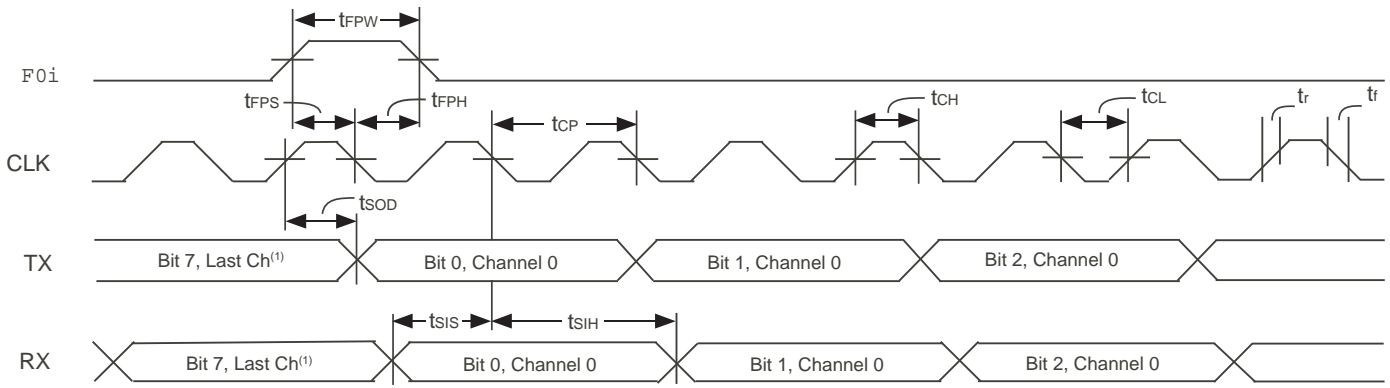 tFPW
F0i
tFPS
tFPH
tCP
tCH
tCL
tr
tf
CLK
tSOD
TX
Bit 7, Last Ch(1)
Bit 0, Channel 0
Bit 1, Channel 0
Bit 2, Channel 0
tSIS
tSIH
RX
Bit 7, Last Ch(1)
Bit 0, Channel 0
Bit 1, Channel 0
Bit 2, Channel 0